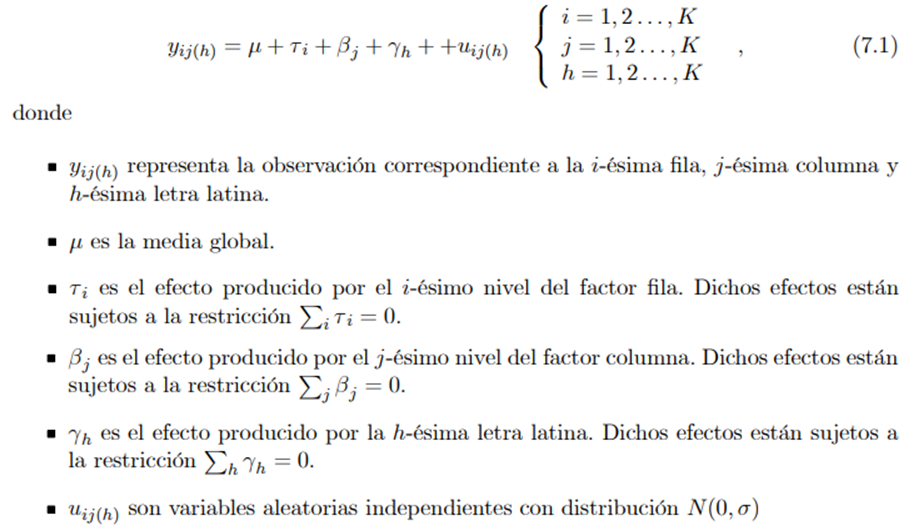 y_{ij(h)} = μ + τ_i + β_j + γ_h + +u_{ij(h)} { i = 1, 2 . . . , K
j = 1, 2 . . . , K , (7.1)
h = 1, 2 . . . , K
donde
▪ y_{ij(h)} representa la observación correspondiente a la i-ésima fila, j-ésima columna y
h-ésima letra latina.
▪ μ es la media global.
▪ τ_i es el efecto producido por el i-ésimo nivel del factor fila. Dichos efectos están
sujetos a la restricción ∑_i τ_i = 0.
▪ β_j es el efecto producido por el j-ésimo nivel del factor columna. Dichos efectos están
sujetos a la restricción ∑_j β_j = 0.
▪ γ_h es el efecto producido por la h-ésima letra latina. Dichos efectos están sujetos a
la restricción ∑_h γ_h = 0.
▪ u_{ij(h)} son variables aleatorias independientes con distribución N(0, σ)